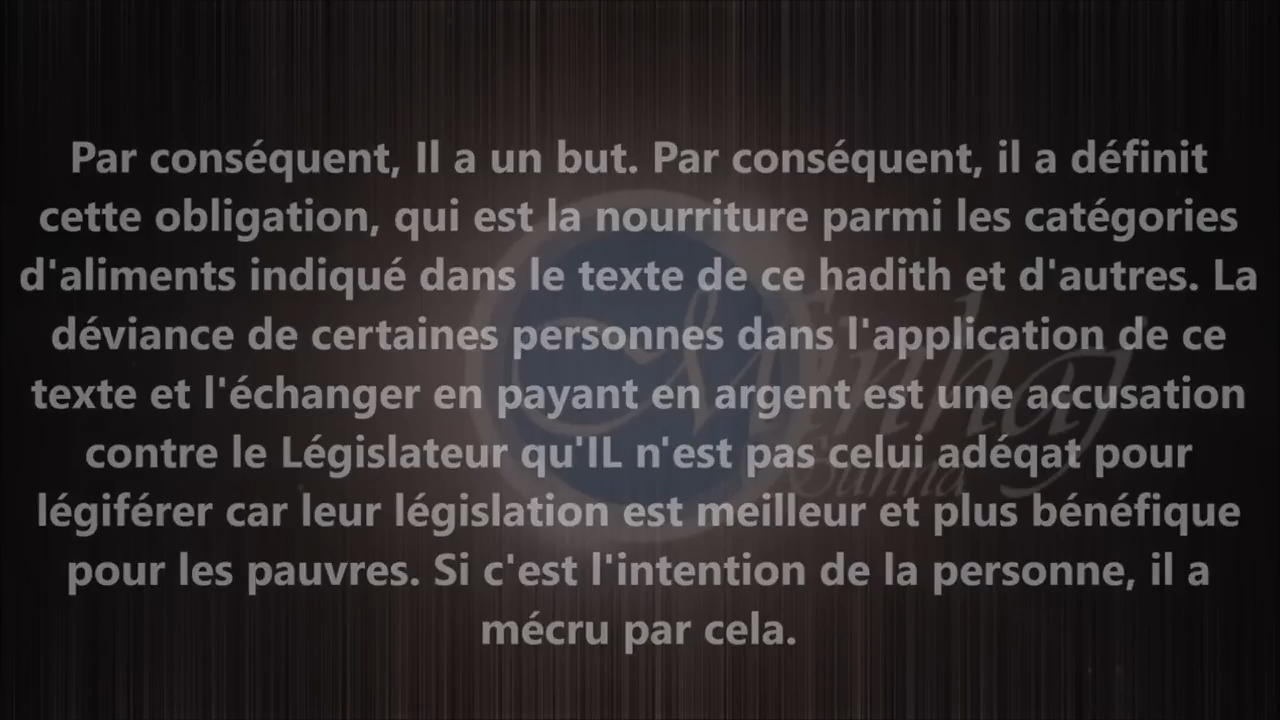 Par conséquent, Il a un but. Par conséquent, il a définit
cette obligation, qui est la nourriture parmi les catégories
d'aliments indiqué dans le texte de ce hadith et d'autres. La
déviance de certaines personnes dans l'application de ce
texte et l'échanger en payant en argent est une accusation
contre le Législateur qu'IL n'est pas celui adéqat pour
légiférer car leur législation est meilleur et plus bénéfique
pour les pauvres. Si c'est l'intention de la personne, il a
mécru par cela.
Minhaj
Sunna